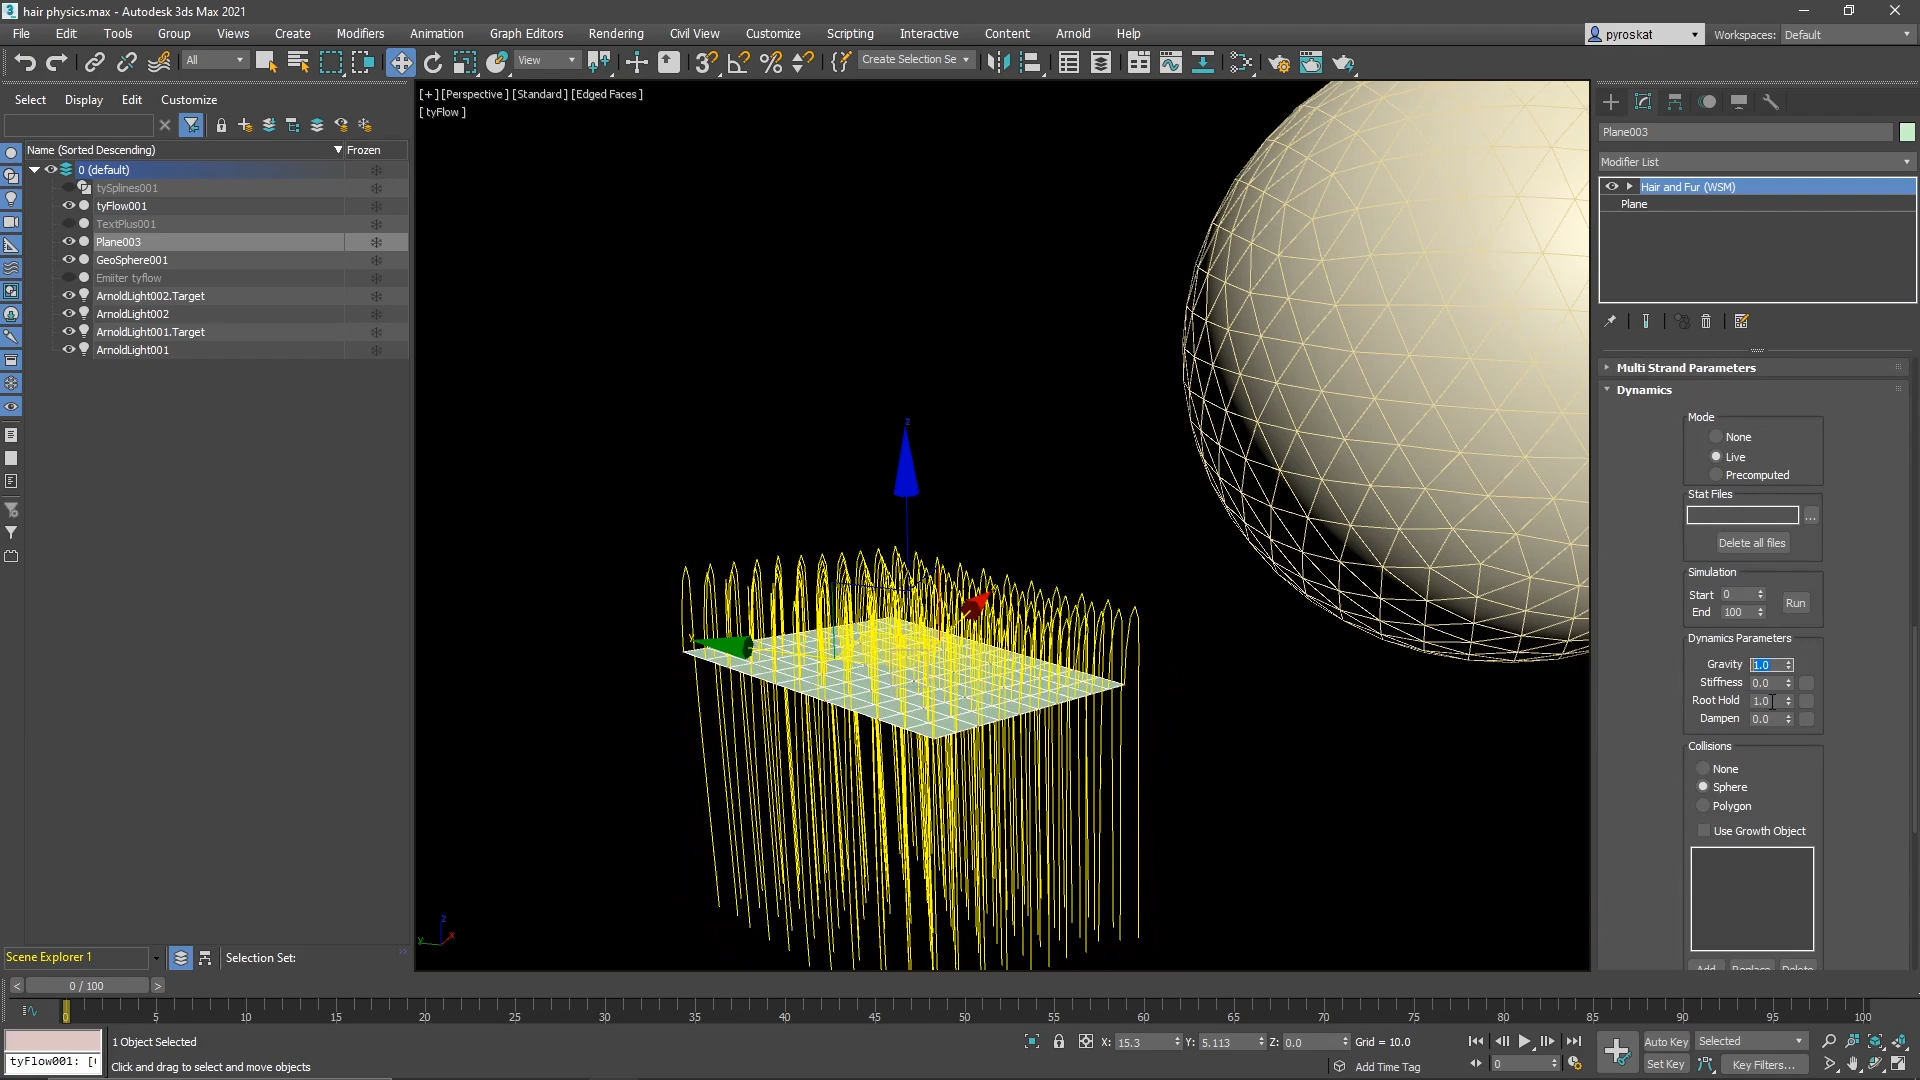 hair physics.max - Autodesk 3ds Max 2021
File Edit Tools Group Views Create Modifiers Animation Graph Editors Rendering Civil View Customize Scripting Interactive Content Arnold Help
pyroskat Workspaces: Default
All View Create Selection Se
Select Display Edit Customize
Name (Sorted Descending) Frozen
0 (default)
tySplines001
tyFlow001
TextPlus001
Plane003
GeoSphere001
Emiiter tyflow
ArnoldLight002.Target
ArnoldLight002
ArnoldLight001.Target
ArnoldLight001
[+] [Perspective ] [Standard ] [Edged Faces ]
[ tyFlow ]
z
y
z
y x
Plane003
Modifier List
Hair and Fur (WSM)
Plane
Multi Strand Parameters
Dynamics
Mode
None
Live
Precomputed
Stat Files
...
Delete all files
Simulation
Start 0
End 100
Run
Dynamics Parameters
Gravity 1.0
Stiffness 0.0
Root Hold 1.0
Dampen 0.0
Collisions
None
Sphere
Polygon
Use Growth Object
Add Replace Delete
Scene Explorer 1 Selection Set:
< 0 / 100 >
0 5 10 15 20 25 30 35 40 45 50 55 60 65 70 75 80 85 90 95 100
1 Object Selected
X: 15.3 Y: 5.113 Z: 0.0 Grid = 10.0
Auto Key Selected
tyFlow001: [
Click and drag to select and move objects
Add Time Tag
0
Set Key Key Filters...